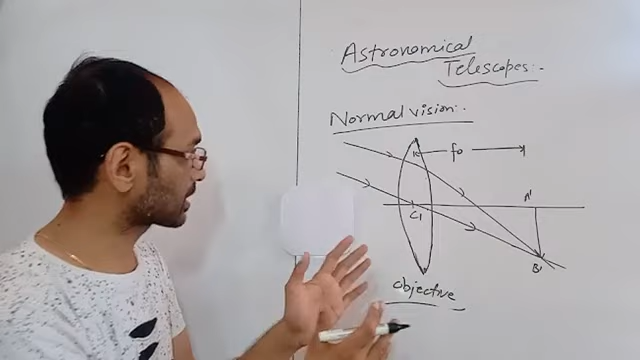 Astronomical
Telescopes:-
Normal vision:-
fo
A'
C1
B'
objective